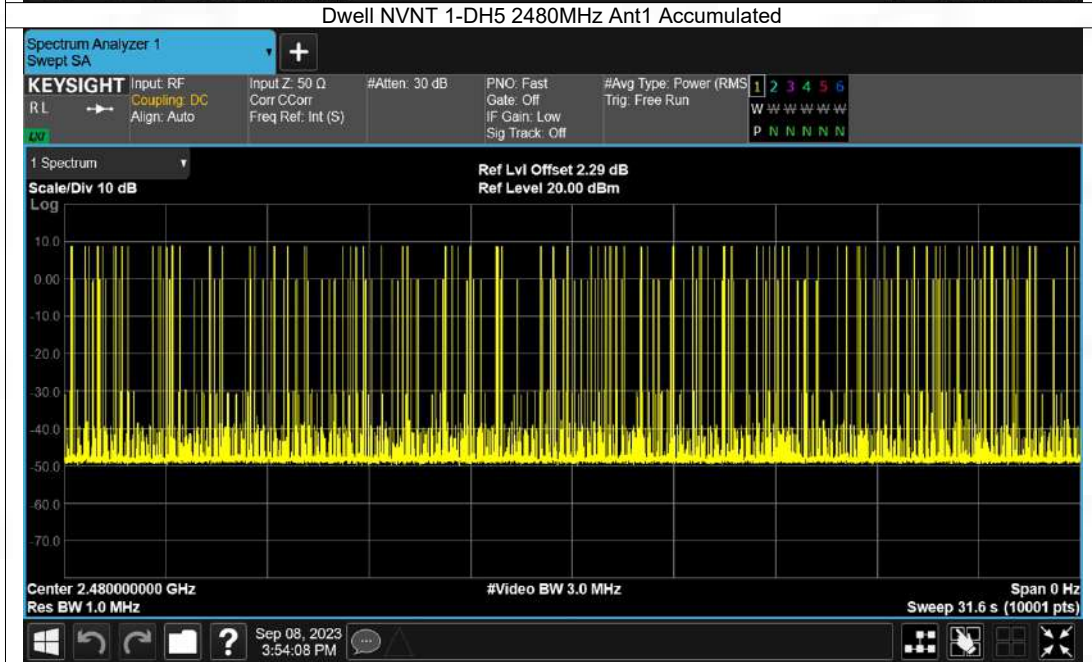 Dwell NVNT 1-DH5 2480MHz Ant1 Accumulated
Spectrum Analyzer 1
Swept SA
+
KEYSIGHT
RL
LXI
Input: RF
Coupling: DC
Align: Auto
Input Z: 50 Ω
Corr CCorr
Freq Ref: Int (S)
#Atten: 30 dB
PNO: Fast
Gate: Off
IF Gain: Low
Sig Track: Off
#Avg Type: Power (RMS
Trig: Free Run
1 2 3 4 5 6
W W W W W W
P N N N N N
1 Spectrum
Scale/Div 10 dB
Ref Lvl Offset 2.29 dB
Ref Level 20.00 dBm
Log
10.0
0.00
-10.0
-20.0
-30.0
-40.0
-50.0
-60.0
-70.0
Center 2.480000000 GHz
#Video BW 3.0 MHz
Span 0 Hz
Res BW 1.0 MHz
Sweep 31.6 s (10001 pts)
?
Sep 08, 2023
3:54:08 PM